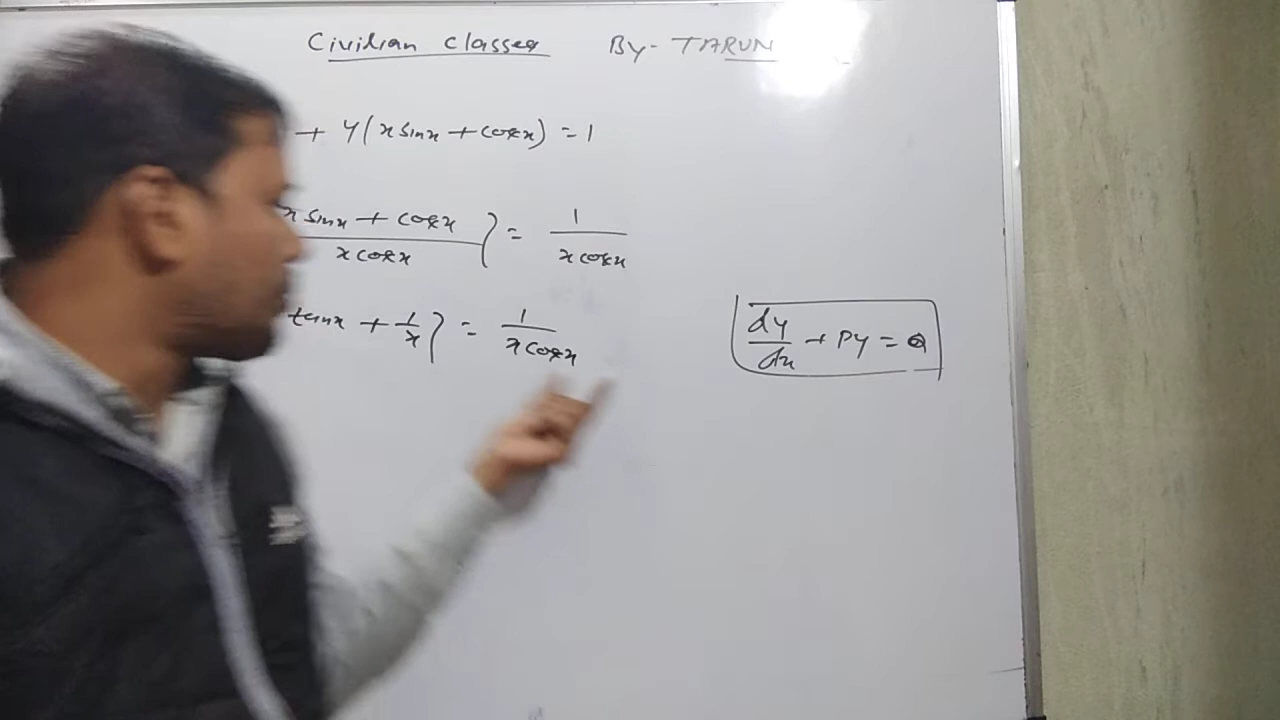 Civilian Classes By- TARUN
+ y(x sinx + cosx) = 1
x sinx + cosx / x cosx) = 1 / x cosx
tanx + 1/x) = 1 / x cosx
dy/dx + Py = Q